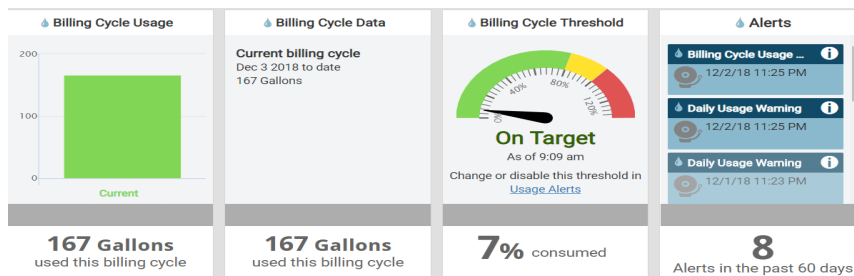 Billing Cycle Usage
200
100
0
Current
167 Gallons
used this billing cycle
Billing Cycle Data
Current billing cycle
Dec 3 2018 to date
167 Gallons
167 Gallons
used this billing cycle
Billing Cycle Threshold
0%
40%
80%
120%
On Target
As of 9:09 am
Change or disable this threshold in
Usage Alerts
7% consumed
Alerts
Billing Cycle Usage ...
12/2/18 11:25 PM
Daily Usage Warning
12/2/18 11:25 PM
Daily Usage Warning
12/1/18 11:23 PM
8
Alerts in the past 60 days